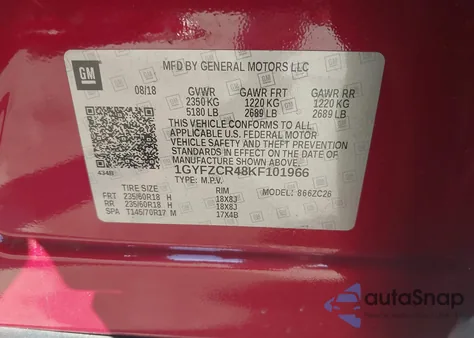 GM
MFD BY GENERAL MOTORS LLC
08/18 GVWR GAWR FRT GAWR RR
2350 KG 1220 KG 1220 KG
5180 LB 2689 LB 2689 LB
THIS VEHICLE CONFORMS TO ALL
APPLICABLE U.S. FEDERAL MOTOR
VEHICLE SAFETY AND THEFT
PREVENTION STANDARDS IN EFFECT
ON THE DATE OF MANUFACTURE
SHOWN ABOVE.
434B 1GYFZCR48KF101966
TYPE: M.P.V. MODEL: 866ZC26
TIRE SIZE RIM
FRT 235/60R18 H 18X8J
RR 235/60R18 H 18X8J
SPA T145/70R17 M 17X4B
autoSnap